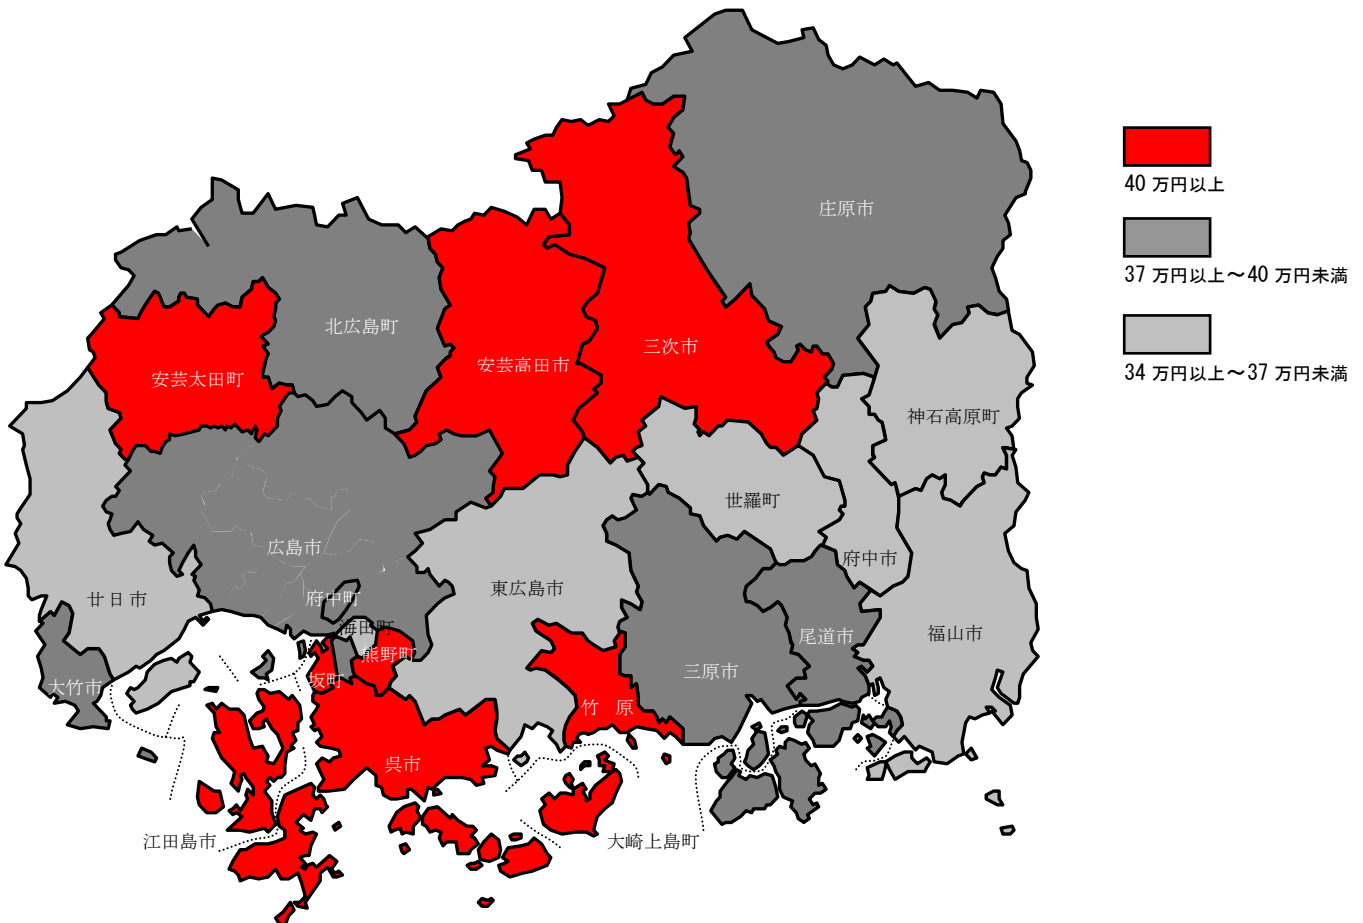 40 万円以上
庄原市
37 万円以上～40 万円未満
北広島町
三次市
安芸高田市
34 万円以上～37 万円未満
安芸太田町
神石高原町
世羅町
広島市
府中市
東広島市
廿日市
府中町
海田町
福山市
尾道市
熊野町
三原市
坂町
大竹市
竹　原
呉市
江田島市
大崎上島町